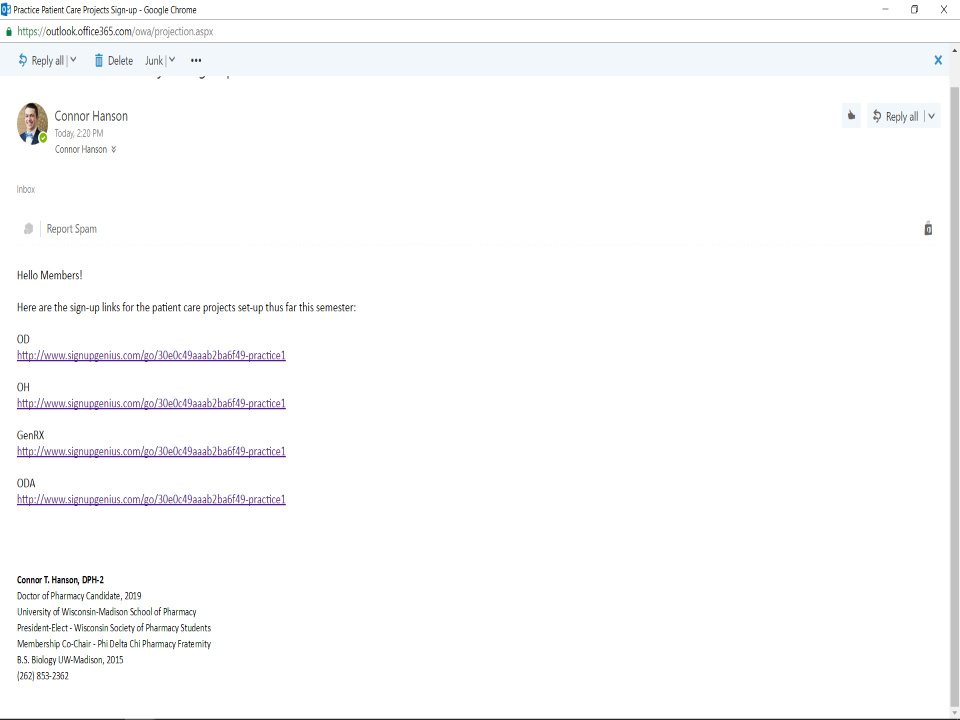 Practice Patient Care Projects Sign-up - Google Chrome
https://outlook.office365.com/owa/projection.aspx
Reply all
Delete
Junk
Connor Hanson
Today, 2:20 PM
Connor Hanson
Reply all
Inbox
Report Spam
Hello Members!
Here are the sign-up links for the patient care projects set-up thus far this semester:
OD
http://www.signupgenius.com/go/30e0c49aaab2ba6f49-practice1
OH
http://www.signupgenius.com/go/30e0c49aaab2ba6f49-practice1
GenRX
http://www.signupgenius.com/go/30e0c49aaab2ba6f49-practice1
ODA
http://www.signupgenius.com/go/30e0c49aaab2ba6f49-practice1
Connor T. Hanson, DPH-2
Doctor of Pharmacy Candidate, 2019
University of Wisconsin-Madison School of Pharmacy
President-Elect - Wisconsin Society of Pharmacy Students
Membership Co-Chair - Phi Delta Chi Pharmacy Fraternity
B.S. Biology UW-Madison, 2015
(262) 853-2362